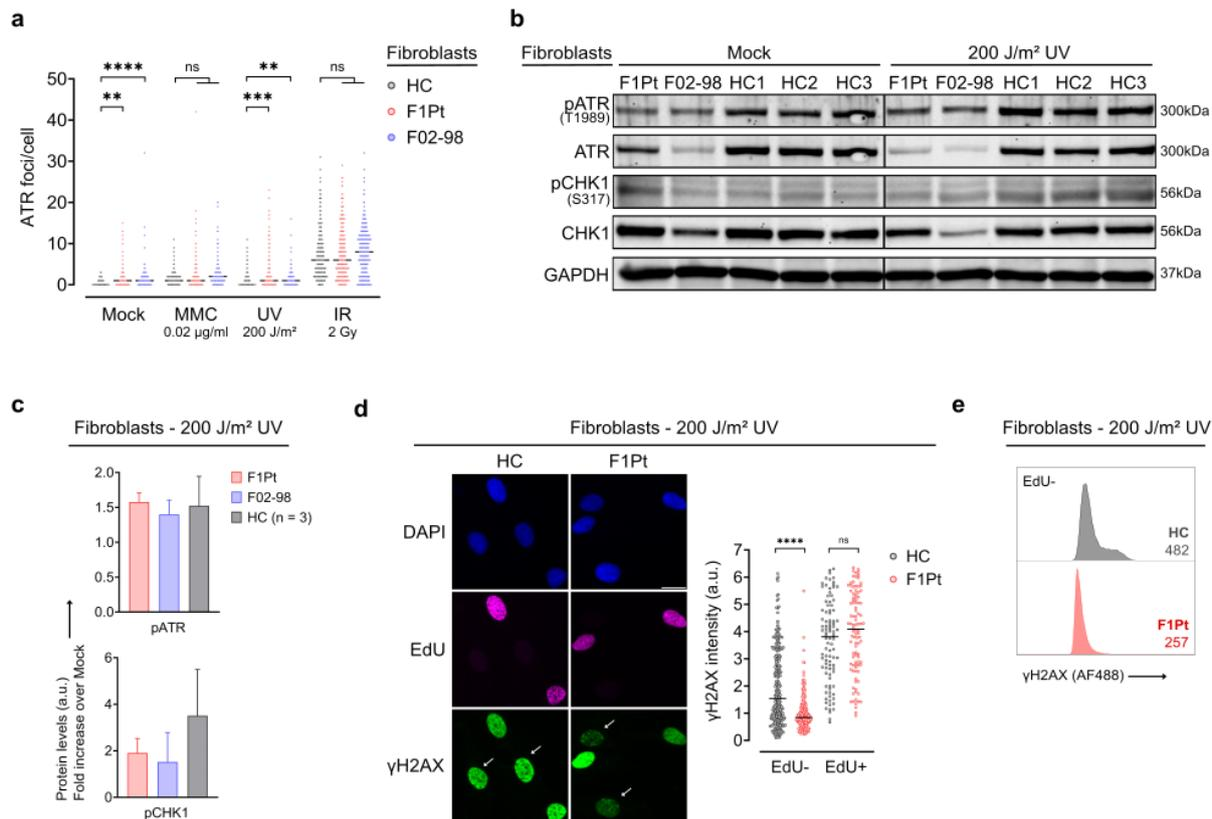 a
Fibroblasts
HC
F1Pt
F02-98
**** ns ** ns
** ***
ATR foci/cell
50
40
30
20
10
0
Mock MMC UV IR
0.02 µg/ml 200 J/m² 2 Gy
b
Fibroblasts Mock 200 J/m² UV
F1Pt F02-98 HC1 HC2 HC3 F1Pt F02-98 HC1 HC2 HC3
pATR 300kDa
(T1989)
ATR 300kDa
pCHK1 56kDa
(S317)
CHK1 56kDa
GAPDH 37kDa
c
Fibroblasts - 200 J/m² UV
2.0
1.5
1.0
0.5
0.0
pATR
F1Pt
F02-98
HC (n = 3)
Protein levels (a.u.)
Fold increase over Mock
6
4
2
0
pCHK1
d
Fibroblasts - 200 J/m² UV
HC F1Pt
DAPI
EdU
γH2AX
γH2AX intensity (a.u.)
7
6
5
4
3
2
1
0
**** ns
EdU- EdU+
HC
F1Pt
e
Fibroblasts - 200 J/m² UV
EdU-
HC
482
F1Pt
257
γH2AX (AF488)